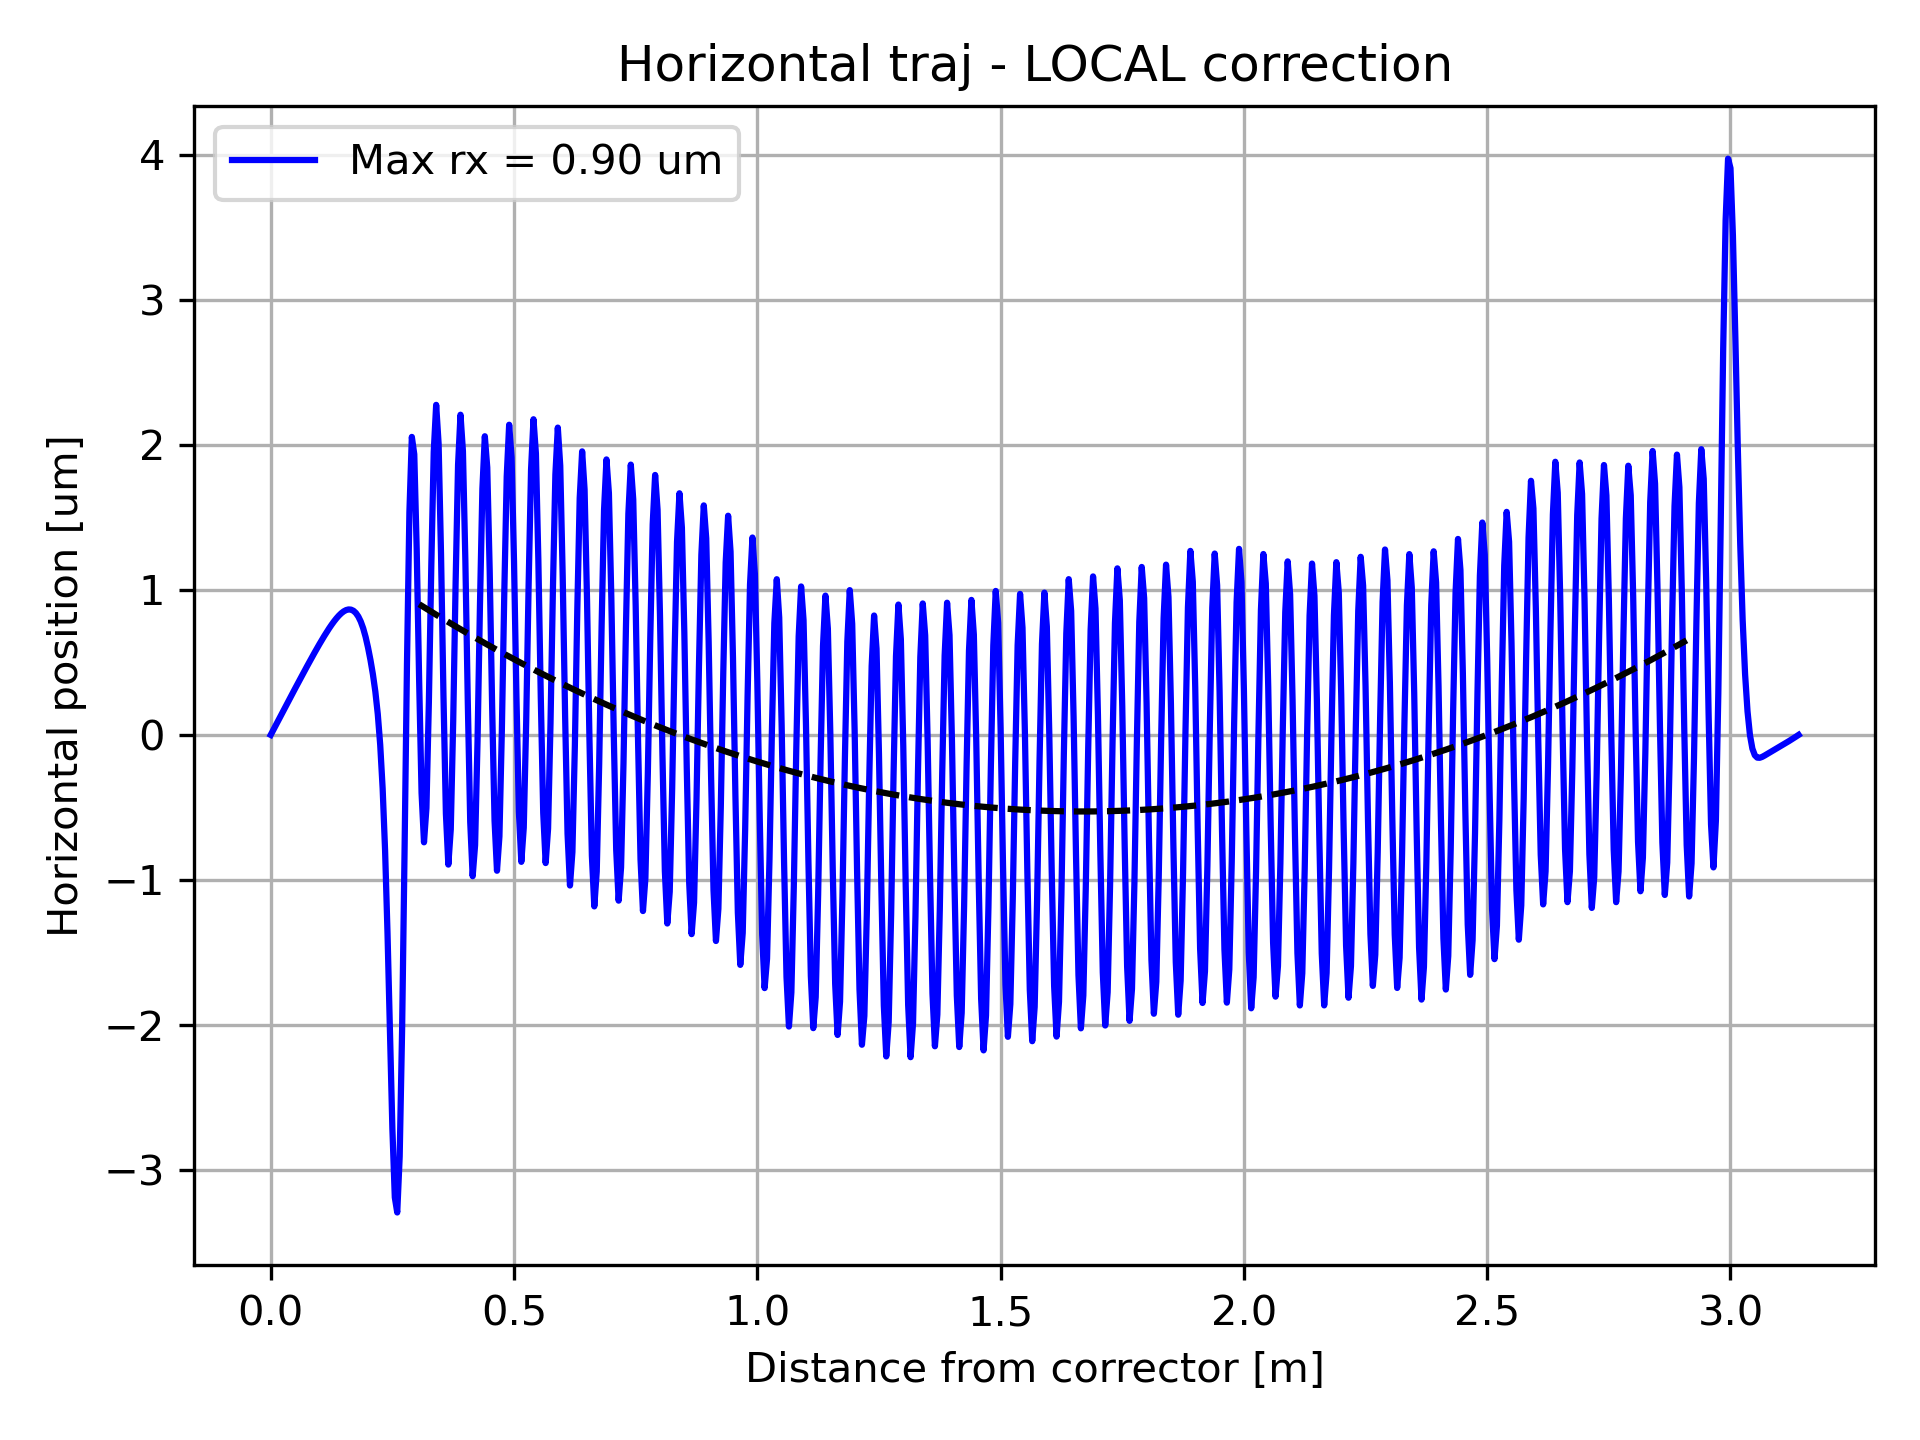 Horizontal traj - LOCAL correction
Max rx = 0.90 um
Horizontal position [um]
4
3
2
1
0
−1
−2
−3
0.0 0.5 1.0 1.5 2.0 2.5 3.0
Distance from corrector [m]